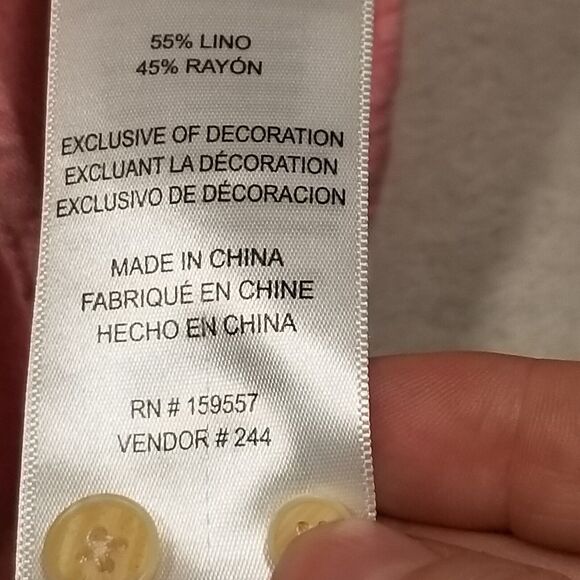 55% LINO
45% RAYÓN
EXCLUSIVE OF DECORATION
EXCLUANT LA DÉCORATION
EXCLUSIVO DE DÉCORACION
MADE IN CHINA
FABRIQUÉ EN CHINE
HECHO EN CHINA
RN # 159557
VENDOR # 244